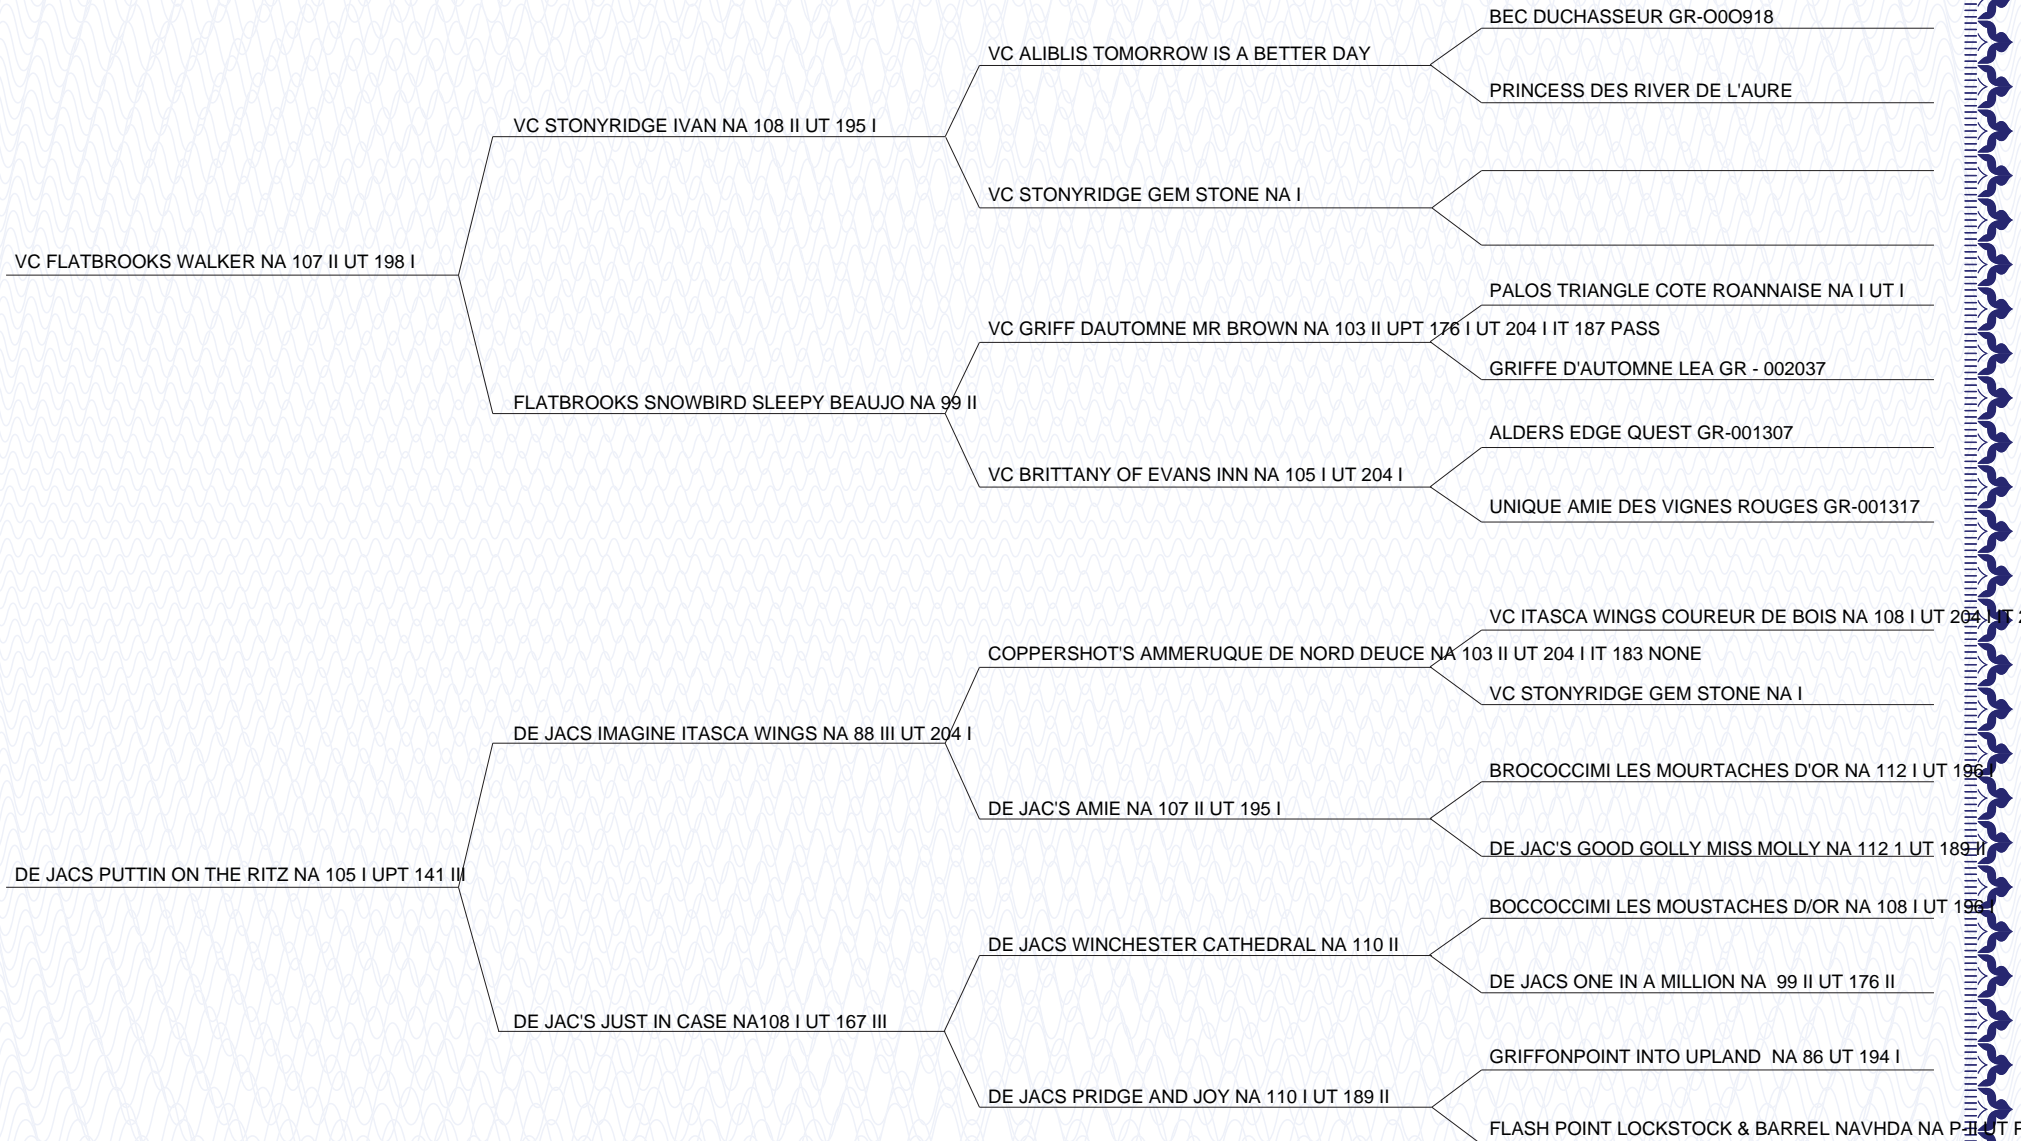 BEC DUCHASSEUR GR-O0O918
VC ALIBLIS TOMORROW IS A BETTER DAY
PRINCESS DES RIVER DE L'AURE
VC STONYRIDGE IVAN NA 108 II UT 195 I
VC STONYRIDGE GEM STONE NA I
VC FLATBROOKS WALKER NA 107 II UT 198 I
PALOS TRIANGLE COTE ROANNAISE NA I UT I
VC GRIFF DAUTOMNE MR BROWN NA 103 II UPT 176 I UT 204 I IT 187 PASS
GRIFFE D'AUTOMNE LEA GR - 002037
FLATBROOKS SNOWBIRD SLEEPY BEAUJO NA 99 II
ALDERS EDGE QUEST GR-001307
VC BRITTANY OF EVANS INN NA 105 I UT 204 I
UNIQUE AMIE DES VIGNES ROUGES GR-001317
VC ITASCA WINGS COUREUR DE BOIS NA 108 I UT 204 I IT
COPPERSHOT'S AMMERUQUE DE NORD DEUCE NA 103 II UT 204 I IT 183 NONE
VC STONYRIDGE GEM STONE NA I
DE JACS IMAGINE ITASCA WINGS NA 88 III UT 204 I
BROCOCCIMI LES MOURTACHES D'OR NA 112 I UT 196 I
DE JAC'S AMIE NA 107 II UT 195 I
DE JAC'S GOOD GOLLY MISS MOLLY NA 112 1 UT 189 II
DE JACS PUTTIN ON THE RITZ NA 105 I UPT 141 III
BOCCOCCIMI LES MOUSTACHES D/OR NA 108 I UT 196 I
DE JACS WINCHESTER CATHEDRAL NA 110 II
DE JACS ONE IN A MILLION NA  99 II UT 176 II
DE JAC'S JUST IN CASE NA108 I UT 167 III
GRIFFONPOINT INTO UPLAND  NA 86 UT 194 I
DE JACS PRIDGE AND JOY NA 110 I UT 189 II
FLASH POINT LOCKSTOCK & BARREL NAVHDA NA P-II UT